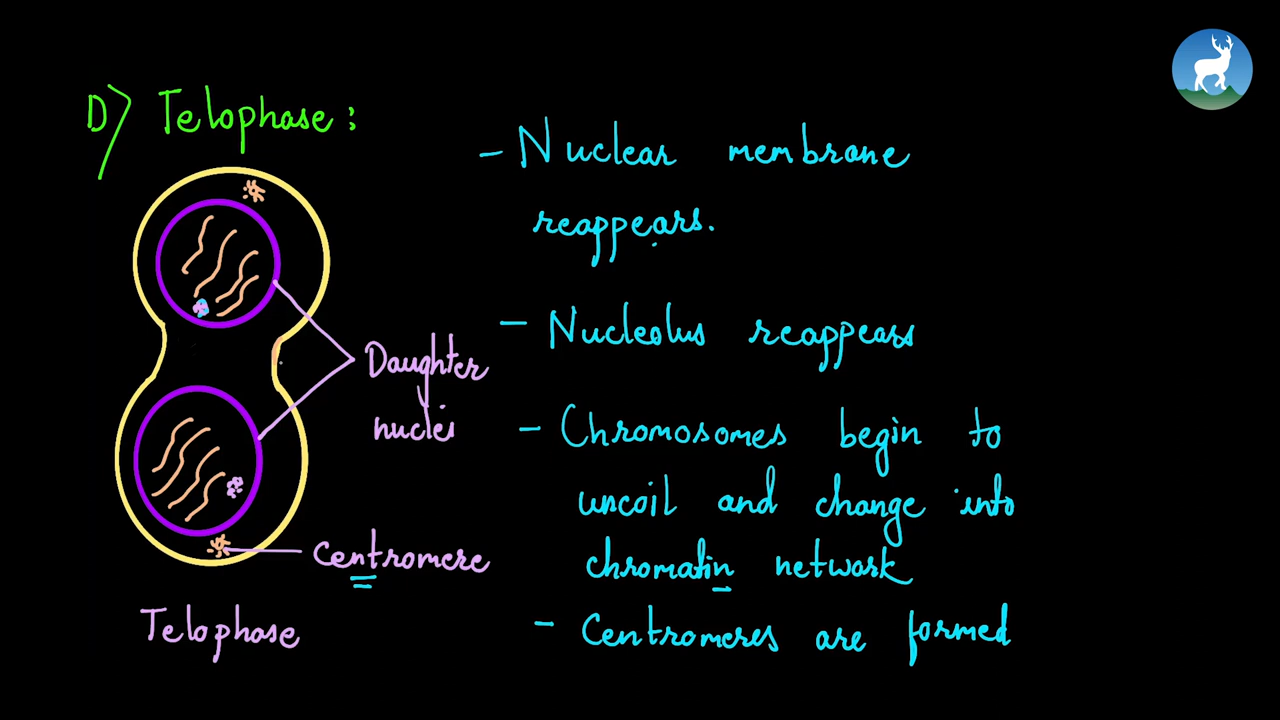 D) Telophase:
- Nuclear membrane
reappears.
- Nucleolus reappears
Daughter
nuclei
- Chromosomes begin to
uncoil and change into
chromatin network
- Centromeres are formed
Centromere
Telophase